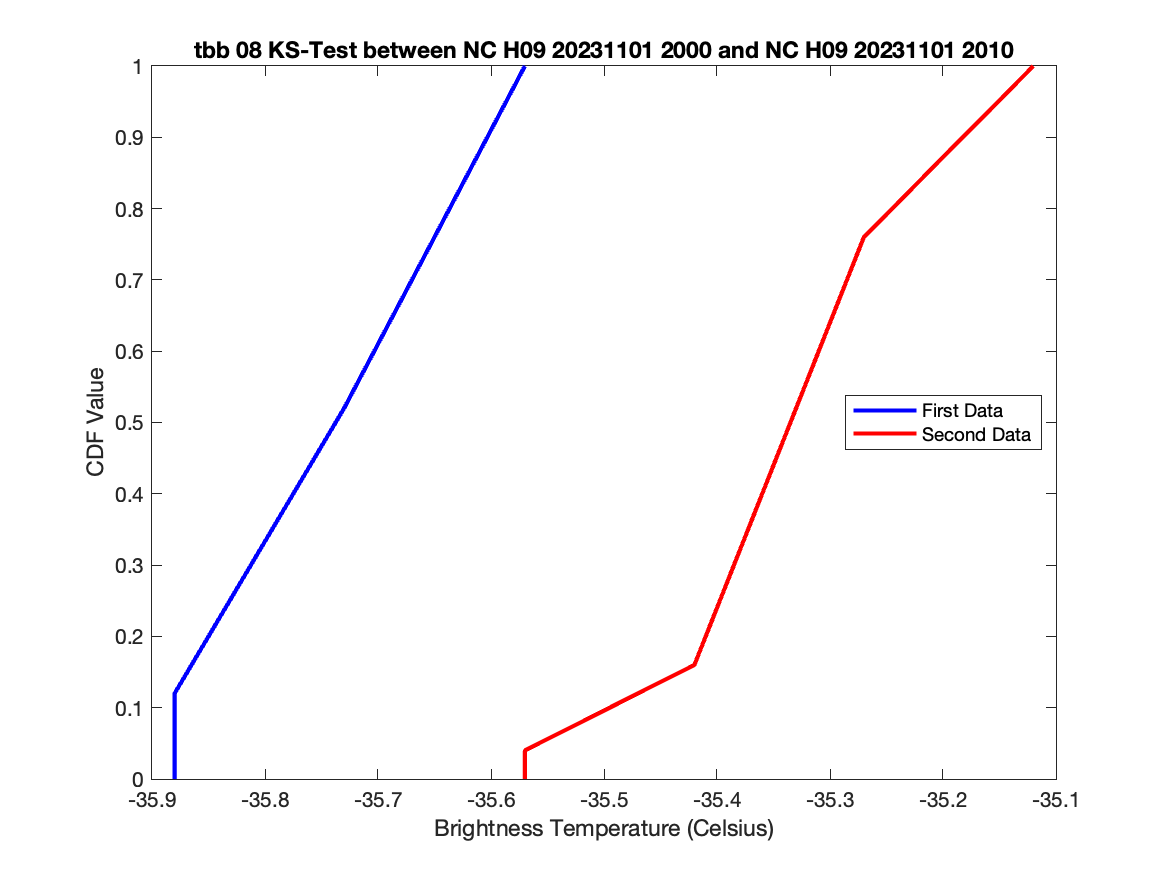 tbb 08 KS-Test between NC H09 20231101 2000 and NC H09 20231101 2010
1
0.9
0.8
0.7
0.6
0.5
0.4
0.3
0.2
0.1
0
CDF Value
First Data
Second Data
-35.9 -35.8 -35.7 -35.6 -35.5 -35.4 -35.3 -35.2 -35.1
Brightness Temperature (Celsius)